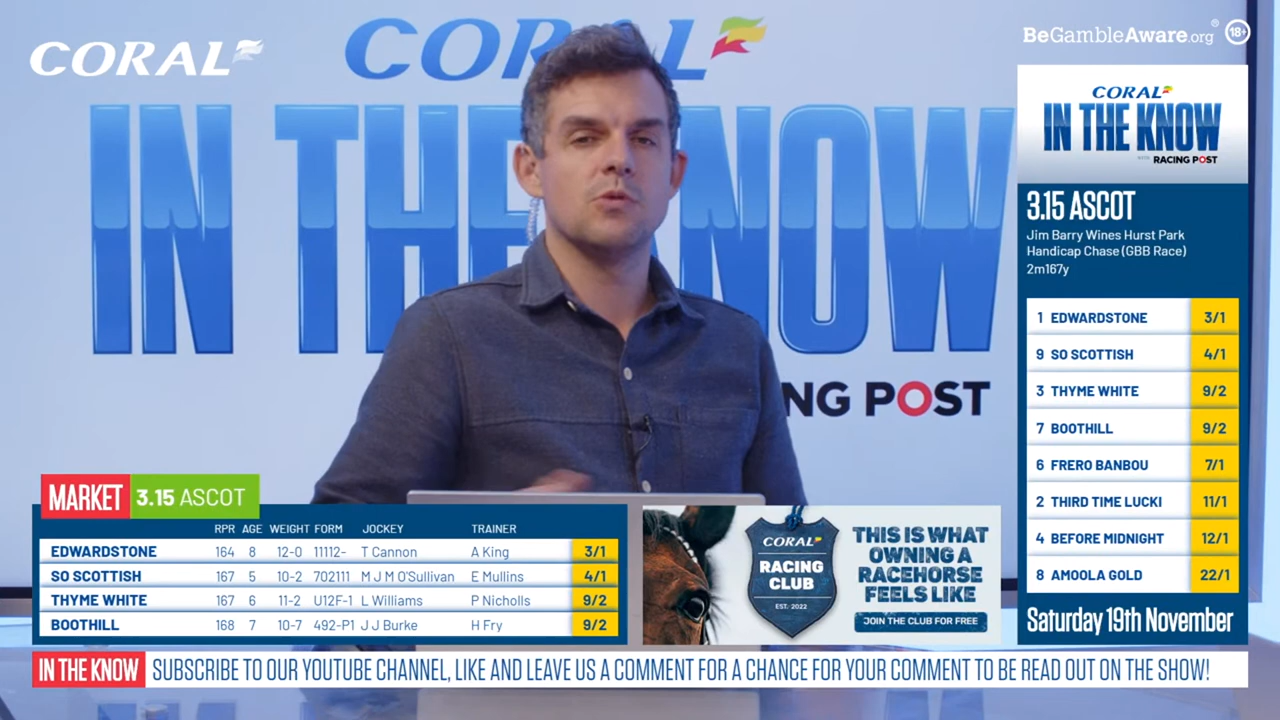 CORAL
BeGambleAware.org® 18+
CORAL
IN THE KNOW
NG POST
CORAL
IN THE KNOW
WITH RACING POST
3.15 ASCOT
Jim Barry Wines Hurst Park
Handicap Chase (GBB Race)
2m167y
1 EDWARDSTONE 3/1
9 SO SCOTTISH 4/1
3 THYME WHITE 9/2
7 BOOTHILL 9/2
6 FRERO BANBOU 7/1
2 THIRD TIME LUCKI 11/1
4 BEFORE MIDNIGHT 12/1
8 AMOOLA GOLD 22/1
Saturday 19th November
MARKET 3.15 ASCOT
RPR AGE WEIGHT FORM JOCKEY TRAINER
EDWARDSTONE 164 8 12-0 11112- T Cannon A King 3/1
SO SCOTTISH 167 5 10-2 702111 M J M O'Sullivan E Mullins 4/1
THYME WHITE 167 6 11-2 U12F-1 L Williams P Nicholls 9/2
BOOTHILL 168 7 10-7 492-P1 J J Burke H Fry 9/2
CORAL
RACING
CLUB
EST. 2022
THIS IS WHAT
OWNING A
RACEHORSE
FEELS LIKE
JOIN THE CLUB FOR FREE
IN THE KNOW SUBSCRIBE TO OUR YOUTUBE CHANNEL, LIKE AND LEAVE US A COMMENT FOR A CHANCE FOR YOUR COMMENT TO BE READ OUT ON THE SHOW!